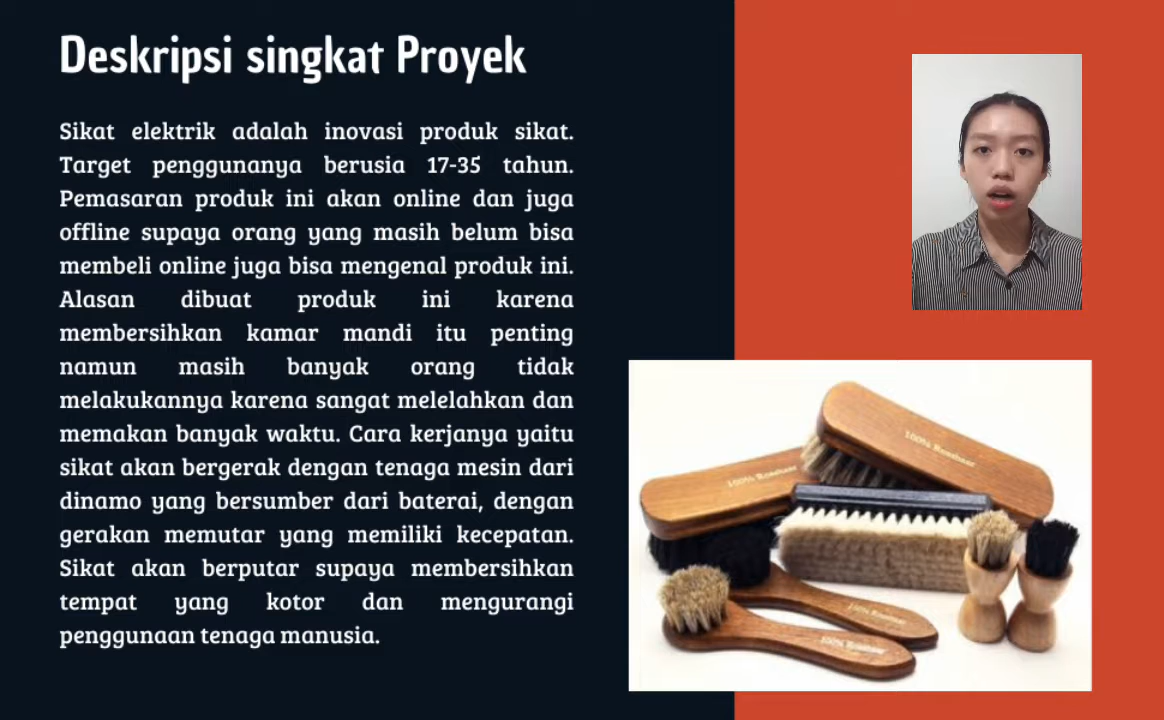 Deskripsi singkat Proyek
Sikat elektrik adalah inovasi produk sikat.
Target penggunanya berusia 17-35 tahun.
Pemasaran produk ini akan online dan juga
offline supaya orang yang masih belum bisa
membeli online juga bisa mengenal produk ini.
Alasan dibuat produk ini karena
membersihkan kamar mandi itu penting
namun masih banyak orang tidak
melakukannya karena sangat melelahkan dan
memakan banyak waktu. Cara kerjanya yaitu
sikat akan bergerak dengan tenaga mesin dari
dinamo yang bersumber dari baterai, dengan
gerakan memutar yang memiliki kecepatan.
Sikat akan berputar supaya membersihkan
tempat yang kotor dan mengurangi
penggunaan tenaga manusia.
100%
100%
100%
100%